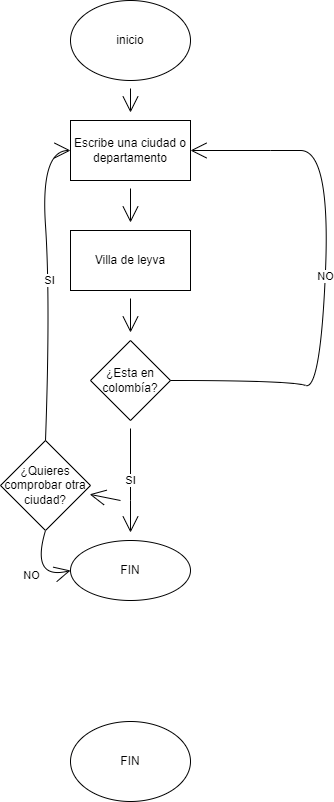 inicio
Escribe una ciudad o
departamento
Villa de leyva
¿Esta en
colombía?
NO
SI
¿Quieres
comprobar otra
ciudad?
SI
NO
FIN
FIN